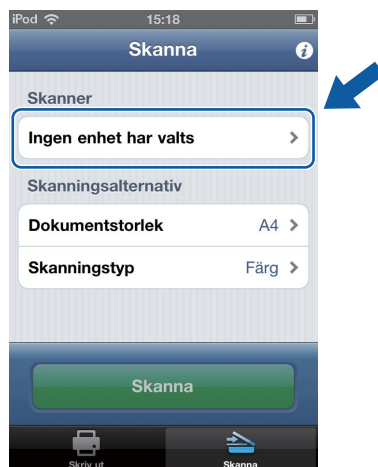 iPod 15:18
Skanna
Skanner
Ingen enhet har valts
Skanningsalternativ
Dokumentstorlek A4
Skanningstyp Färg
Skanna
Skriv ut Skanna